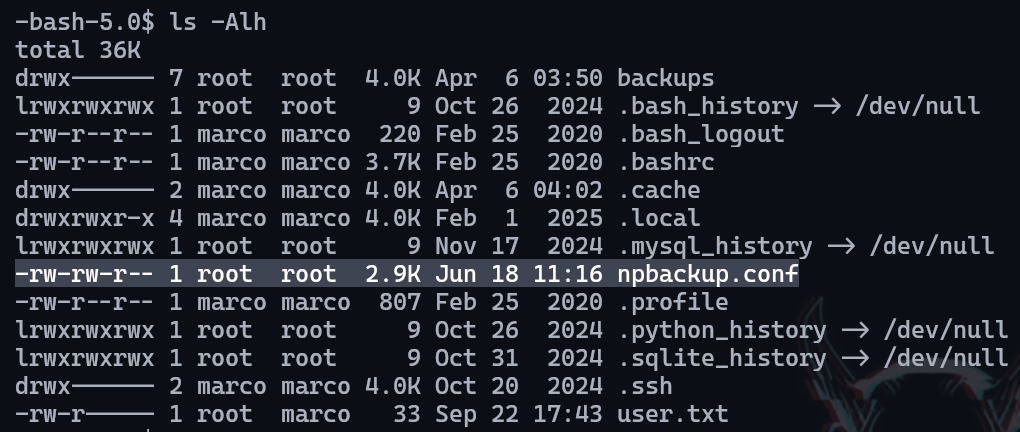 -bash-5.0$ ls -Alh
total 36K
drwx------ 7 root  root  4.0K Apr  6 03:50 backups
lrwxrwxrwx 1 root  root     9 Oct 26  2024 .bash_history -> /dev/null
-rw-r--r-- 1 marco marco  220 Feb 25  2020 .bash_logout
-rw-r--r-- 1 marco marco 3.7K Feb 25  2020 .bashrc
drwx------ 2 marco marco 4.0K Apr  6 04:02 .cache
drwxrwxr-x 4 marco marco 4.0K Feb  1  2025 .local
lrwxrwxrwx 1 root  root     9 Nov 17  2024 .mysql_history -> /dev/null
-rw-rw-r-- 1 root  root  2.9K Jun 18 11:16 npbackup.conf
-rw-r--r-- 1 marco marco  807 Feb 25  2020 .profile
lrwxrwxrwx 1 root  root     9 Oct 26  2024 .python_history -> /dev/null
lrwxrwxrwx 1 root  root     9 Oct 31  2024 .sqlite_history -> /dev/null
drwx------ 2 marco marco 4.0K Oct 20  2024 .ssh
-rw-r----- 1 root  marco   33 Sep 22 17:43 user.txt